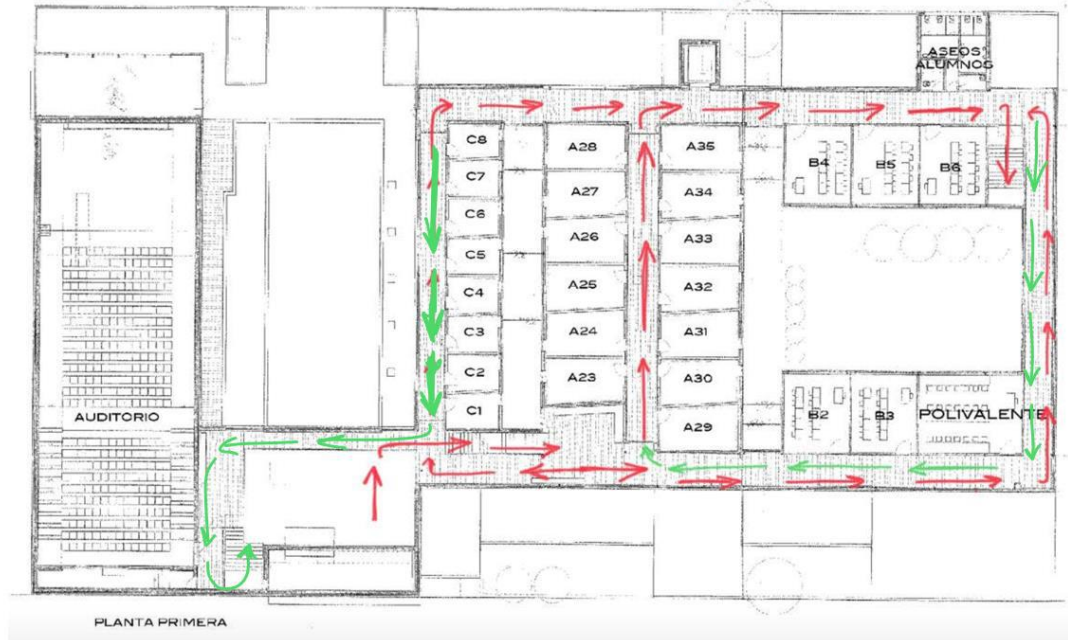 ASEOS
ALUMNOS
C8
A28
A35
B4
B5
B6
C7
A27
A34
C6
A26
A33
C5
C4
A25
A32
C3
A24
A31
C2
A23
A30
C1
A29
B2
B3
POLIVALENTE
AUDITORIO
PLANTA PRIMERA